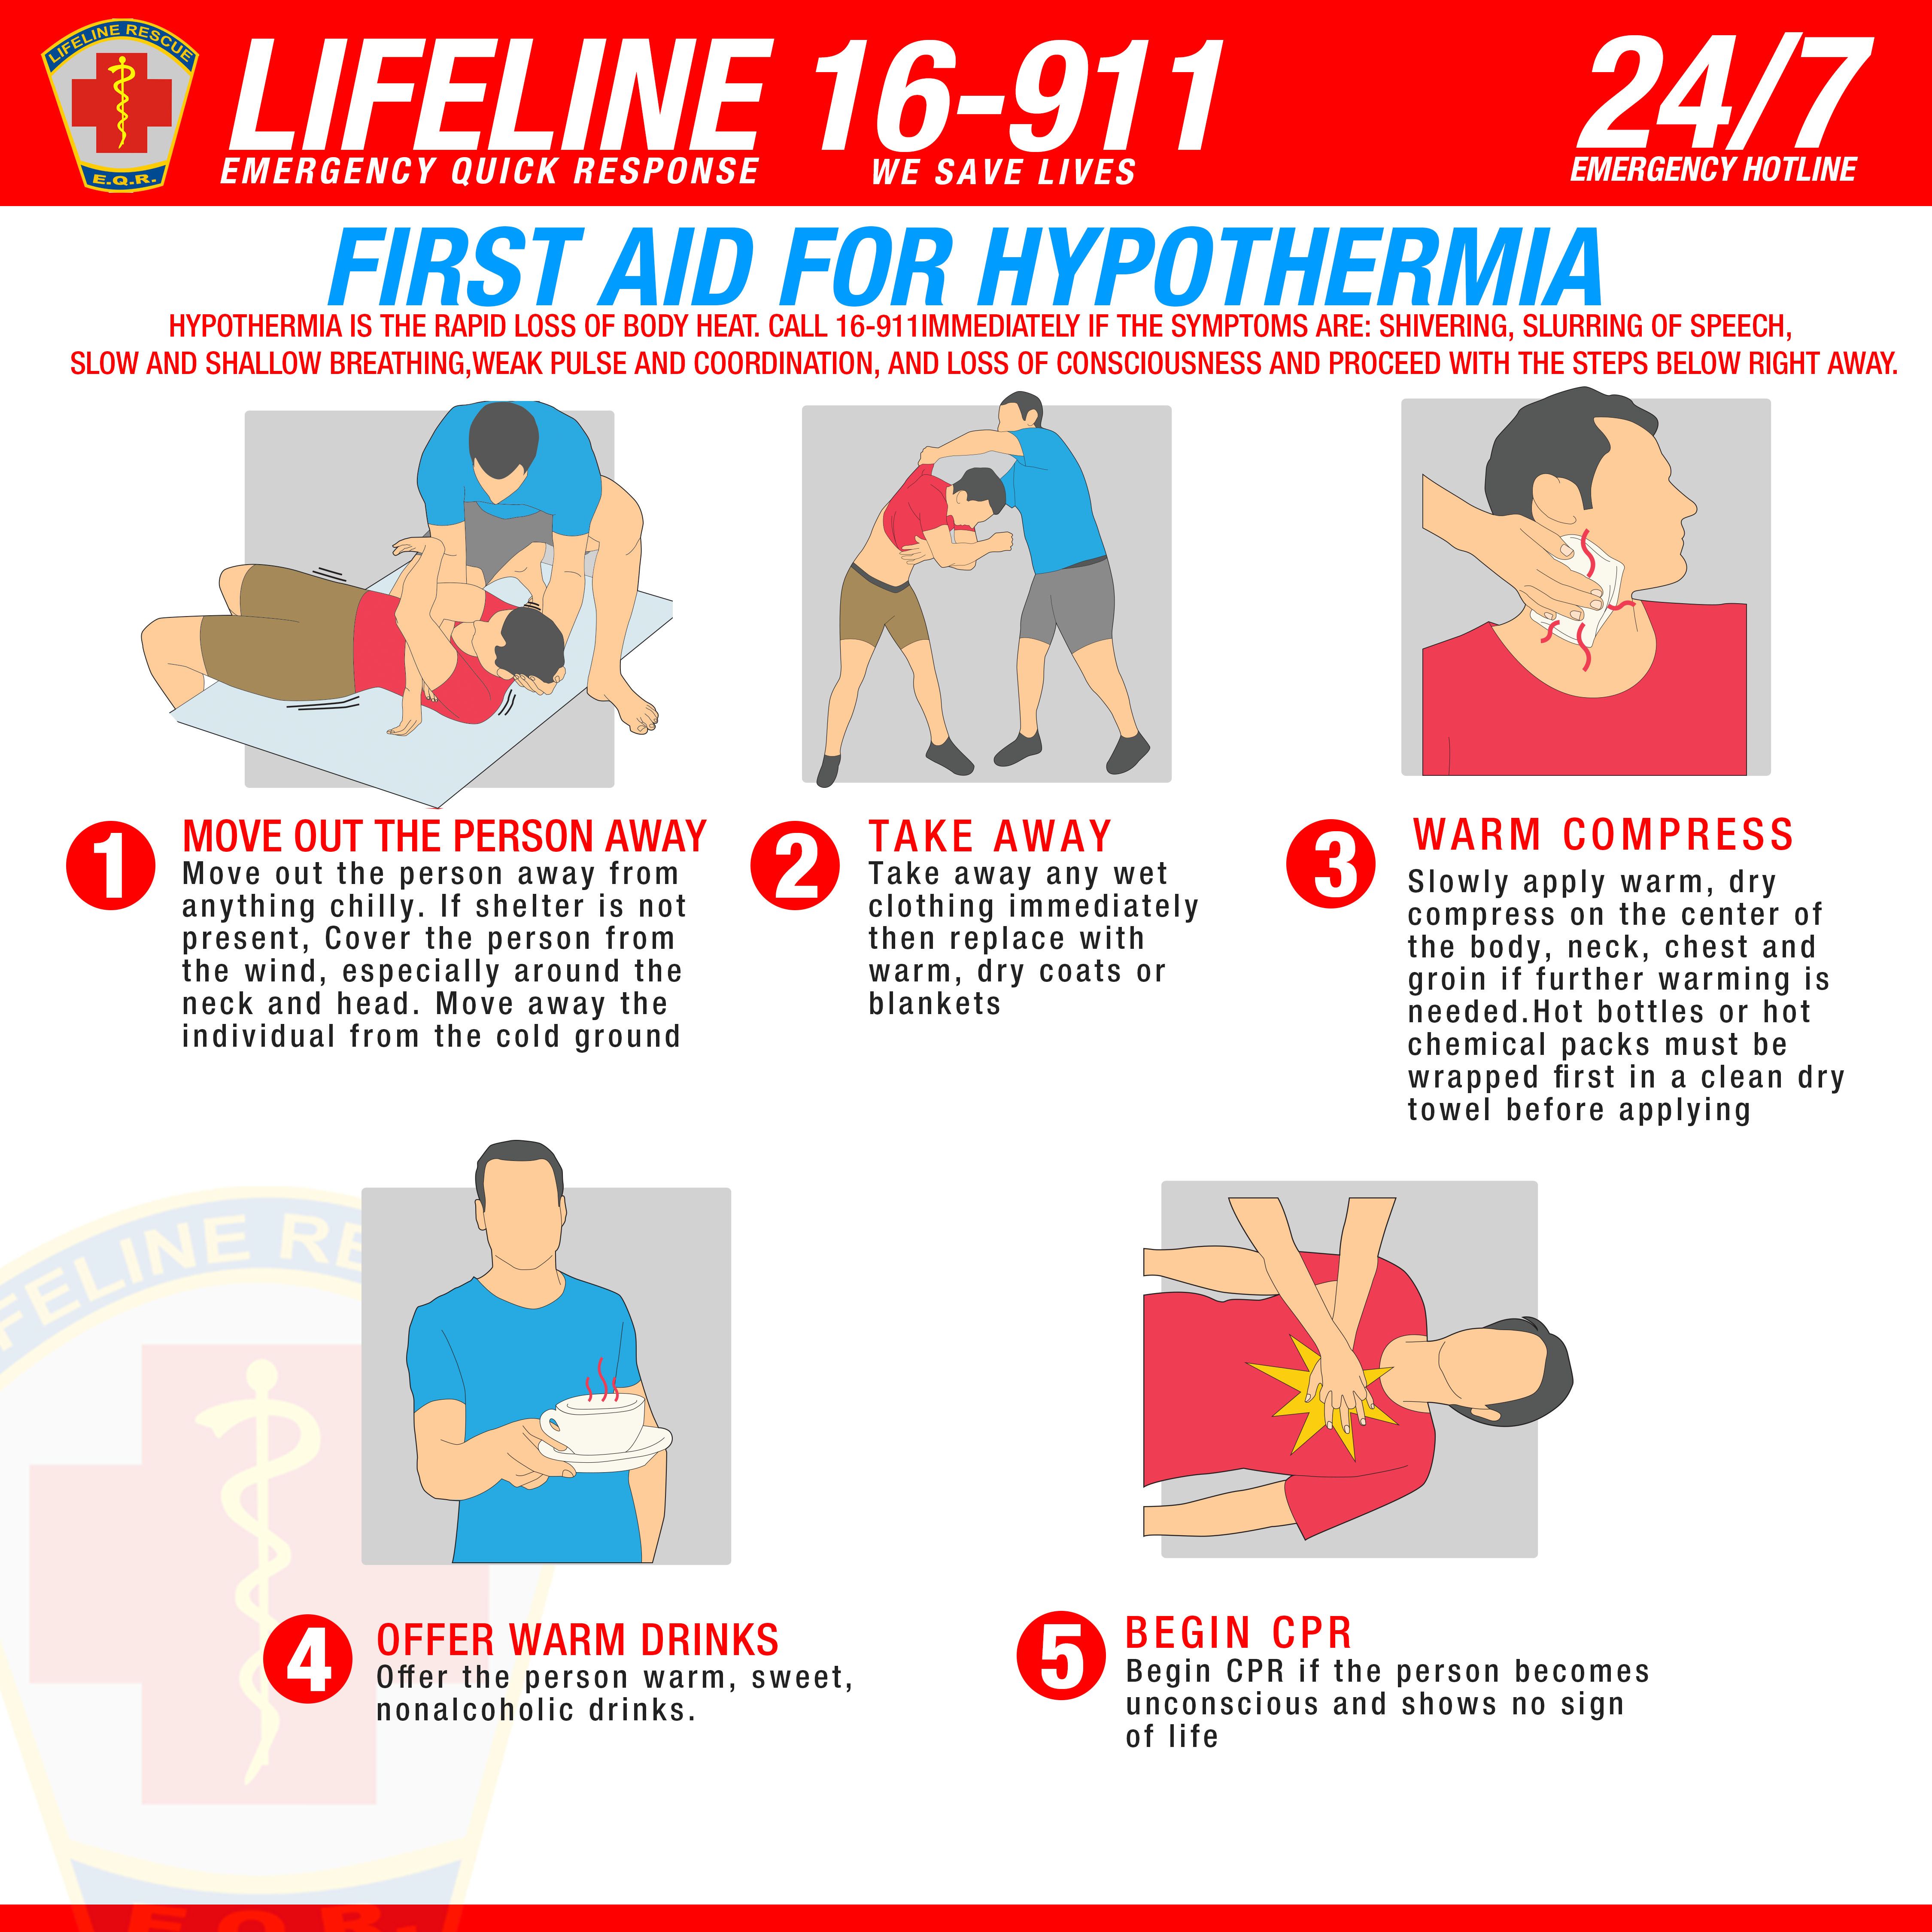 LIFELINE RESCUE
E.Q.R.
LIFELINE 16-911
EMERGENCY QUICK RESPONSE
WE SAVE LIVES
24/7
EMERGENCY HOTLINE
FIRST AID FOR HYPOTHERMIA
HYPOTHERMIA IS THE RAPID LOSS OF BODY HEAT. CALL 16-911IMMEDIATELY IF THE SYMPTOMS ARE: SHIVERING, SLURRING OF SPEECH,
SLOW AND SHALLOW BREATHING,WEAK PULSE AND COORDINATION, AND LOSS OF CONSCIOUSNESS AND PROCEED WITH THE STEPS BELOW RIGHT AWAY.
1
MOVE OUT THE PERSON AWAY
Move out the person away from
anything chilly. If shelter is not
present, Cover the person from
the wind, especially around the
neck and head. Move away the
individual from the cold ground
2
TAKE AWAY
Take away any wet
clothing immediately
then replace with
warm, dry coats or
blankets
3
WARM COMPRESS
Slowly apply warm, dry
compress on the center of
the body, neck, chest and
groin if further warming is
needed.Hot bottles or hot
chemical packs must be
wrapped first in a clean dry
towel before applying
IFELINE RE
4
OFFER WARM DRINKS
Offer the person warm, sweet,
nonalcoholic drinks.
5
BEGIN CPR
Begin CPR if the person becomes
unconscious and shows no sign
of life
E.Q.R.